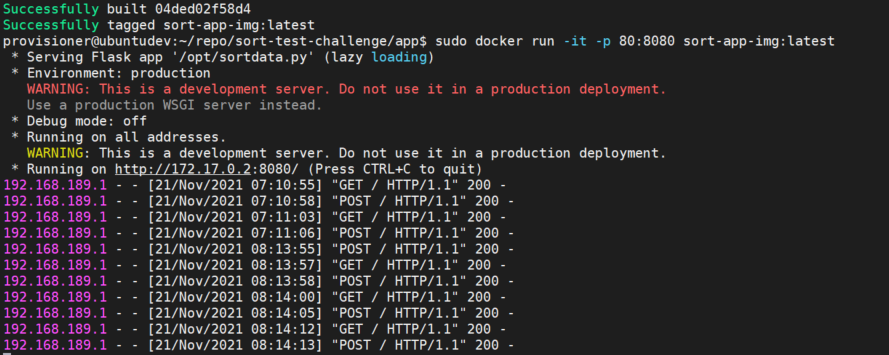 Successfully built 04ded02f58d4
Successfully tagged sort-app-img:latest
provisioner@ubuntudev:~/repo/sort-test-challenge/app$ sudo docker run -it -p 80:8080 sort-app-img:latest
 * Serving Flask app '/opt/sortdata.py' (lazy loading)
 * Environment: production
   WARNING: This is a development server. Do not use it in a production deployment.
   Use a production WSGI server instead.
 * Debug mode: off
 * Running on all addresses.
   WARNING: This is a development server. Do not use it in a production deployment.
 * Running on http://172.17.0.2:8080/ (Press CTRL+C to quit)
192.168.189.1 - - [21/Nov/2021 07:10:55] "GET / HTTP/1.1" 200 -
192.168.189.1 - - [21/Nov/2021 07:10:58] "POST / HTTP/1.1" 200 -
192.168.189.1 - - [21/Nov/2021 07:11:03] "GET / HTTP/1.1" 200 -
192.168.189.1 - - [21/Nov/2021 07:11:06] "POST / HTTP/1.1" 200 -
192.168.189.1 - - [21/Nov/2021 08:13:55] "POST / HTTP/1.1" 200 -
192.168.189.1 - - [21/Nov/2021 08:13:57] "GET / HTTP/1.1" 200 -
192.168.189.1 - - [21/Nov/2021 08:13:58] "POST / HTTP/1.1" 200 -
192.168.189.1 - - [21/Nov/2021 08:14:00] "GET / HTTP/1.1" 200 -
192.168.189.1 - - [21/Nov/2021 08:14:05] "POST / HTTP/1.1" 200 -
192.168.189.1 - - [21/Nov/2021 08:14:12] "GET / HTTP/1.1" 200 -
192.168.189.1 - - [21/Nov/2021 08:14:13] "POST / HTTP/1.1" 200 -